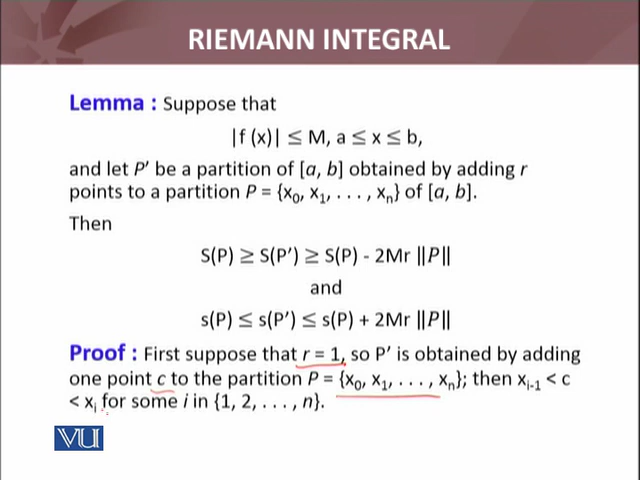 RIEMANN INTEGRAL
Lemma : Suppose that
|f (x)| ≤ M, a ≤ x ≤ b,
and let P′ be a partition of [a, b] obtained by adding r
points to a partition P = {x₀, x₁, . . . , xₙ} of [a, b].
Then
S(P) ≥ S(P′) ≥ S(P) - 2Mr ||P||
and
s(P) ≤ s(P′) ≤ s(P) + 2Mr ||P||
Proof : First suppose that r = 1, so P′ is obtained by adding
one point c to the partition P = {x₀, x₁, . . . , xₙ}; then xᵢ₋₁ < c
< xᵢ for some i in {1, 2, . . . , n}.
VU